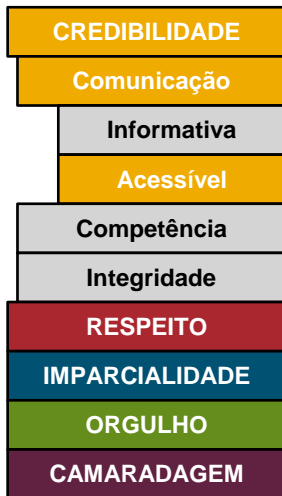 CREDIBILIDADE
Comunicação
Informativa
Acessível
Competência
Integridade
RESPEITO
IMPARCIALIDADE
ORGULHO
CAMARADAGEM